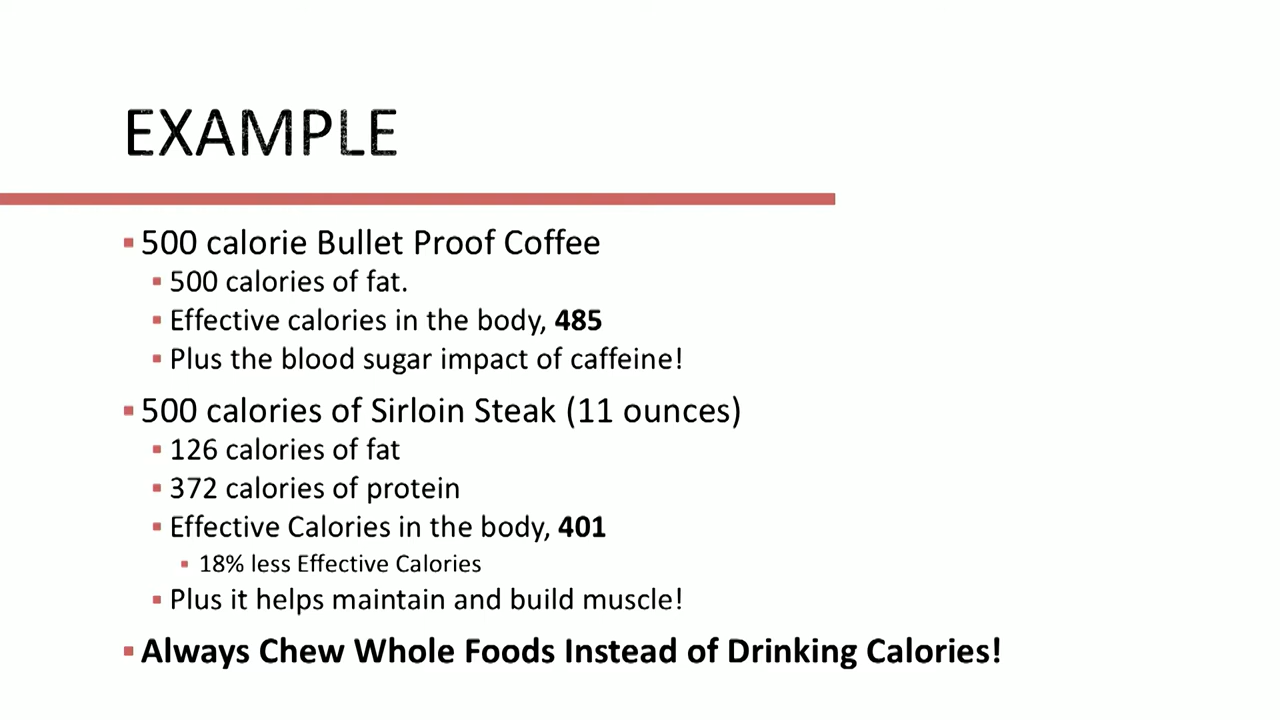 EXAMPLE
500 calorie Bullet Proof Coffee
500 calories of fat.
Effective calories in the body, 485
Plus the blood sugar impact of caffeine!
500 calories of Sirloin Steak (11 ounces)
126 calories of fat
372 calories of protein
Effective Calories in the body, 401
18% less Effective Calories
Plus it helps maintain and build muscle!
Always Chew Whole Foods Instead of Drinking Calories!